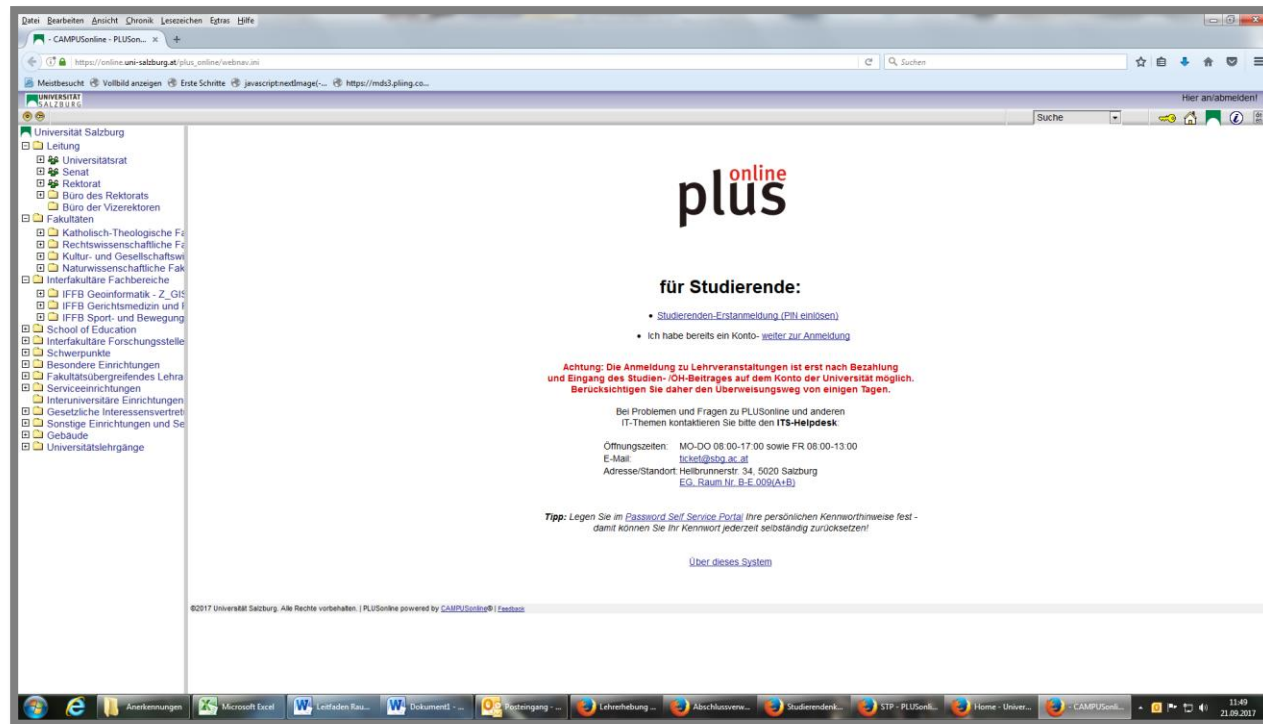 Datei Bearbeiten Ansicht Chronik Lesezeichen Extras Hilfe
- CAMPUSonline - PLUSon... × +
https://online.uni-salzburg.at/plus_online/webnav.ini
Suchen
Meistbesucht Vollbild anzeigen Erste Schritte javascript:nextImage(-... https://mds3.pliing.co...
UNIVERSITÄT
SALZBURG
Hier an/abmelden!
Suche
Universität Salzburg
Leitung
Universitätsrat
Senat
Rektorat
Büro des Rektorats
Büro der Vizerektoren
Fakultäten
Katholisch-Theologische Fa
Rechtswissenschaftliche Fa
Kultur- und Gesellschaftswi
Naturwissenschaftliche Fak
Interfakultäre Fachbereiche
IFFB Geoinformatik - Z_GIS
IFFB Gerichtsmedizin und F
IFFB Sport- und Bewegung
School of Education
Interfakultäre Forschungsstelle
Schwerpunkte
Besondere Einrichtungen
Fakultätsübergreifendes Lehra
Serviceeinrichtungen
Interuniversitäre Einrichtungen
Gesetzliche Interessensvertret
Sonstige Einrichtungen und Se
Gebäude
Universitätslehrgänge
plus online
für Studierende:
• Studierenden-Erstanmeldung (PIN einlösen)
• Ich habe bereits ein Konto- weiter zur Anmeldung
Achtung: Die Anmeldung zu Lehrveranstaltungen ist erst nach Bezahlung
und Eingang des Studien- /ÖH-Beitrages auf dem Konto der Universität möglich.
Berücksichtigen Sie daher den Überweisungsweg von einigen Tagen.
Bei Problemen und Fragen zu PLUSonline und anderen
IT-Themen kontaktieren Sie bitte den ITS-Helpdesk
Öffnungszeiten: MO-DO 08:00-17:00 sowie FR 08:00-13:00
E-Mail: ticket@sbg.ac.at
Adresse/Standort: Hellbrunnerstr. 34, 5020 Salzburg
EG, Raum Nr. B-E.009(A+B)
Tipp: Legen Sie im Password Self Service Portal Ihre persönlichen Kennworthinweise fest -
damit können Sie Ihr Kennwort jederzeit selbständig zurücksetzen!
Über dieses System
©2017 Universität Salzburg. Alle Rechte vorbehalten. | PLUSonline powered by CAMPUSonline® | Feedback
Anerkennungen Microsoft Excel Leitfaden Rau... Dokument1 - ... Posteingang - ... Lehrerhebung ... Abschlussverw... Studierendenk... STP - PLUSonli... Home - Univer... - CAMPUSonli...
11:49
21.09.2017